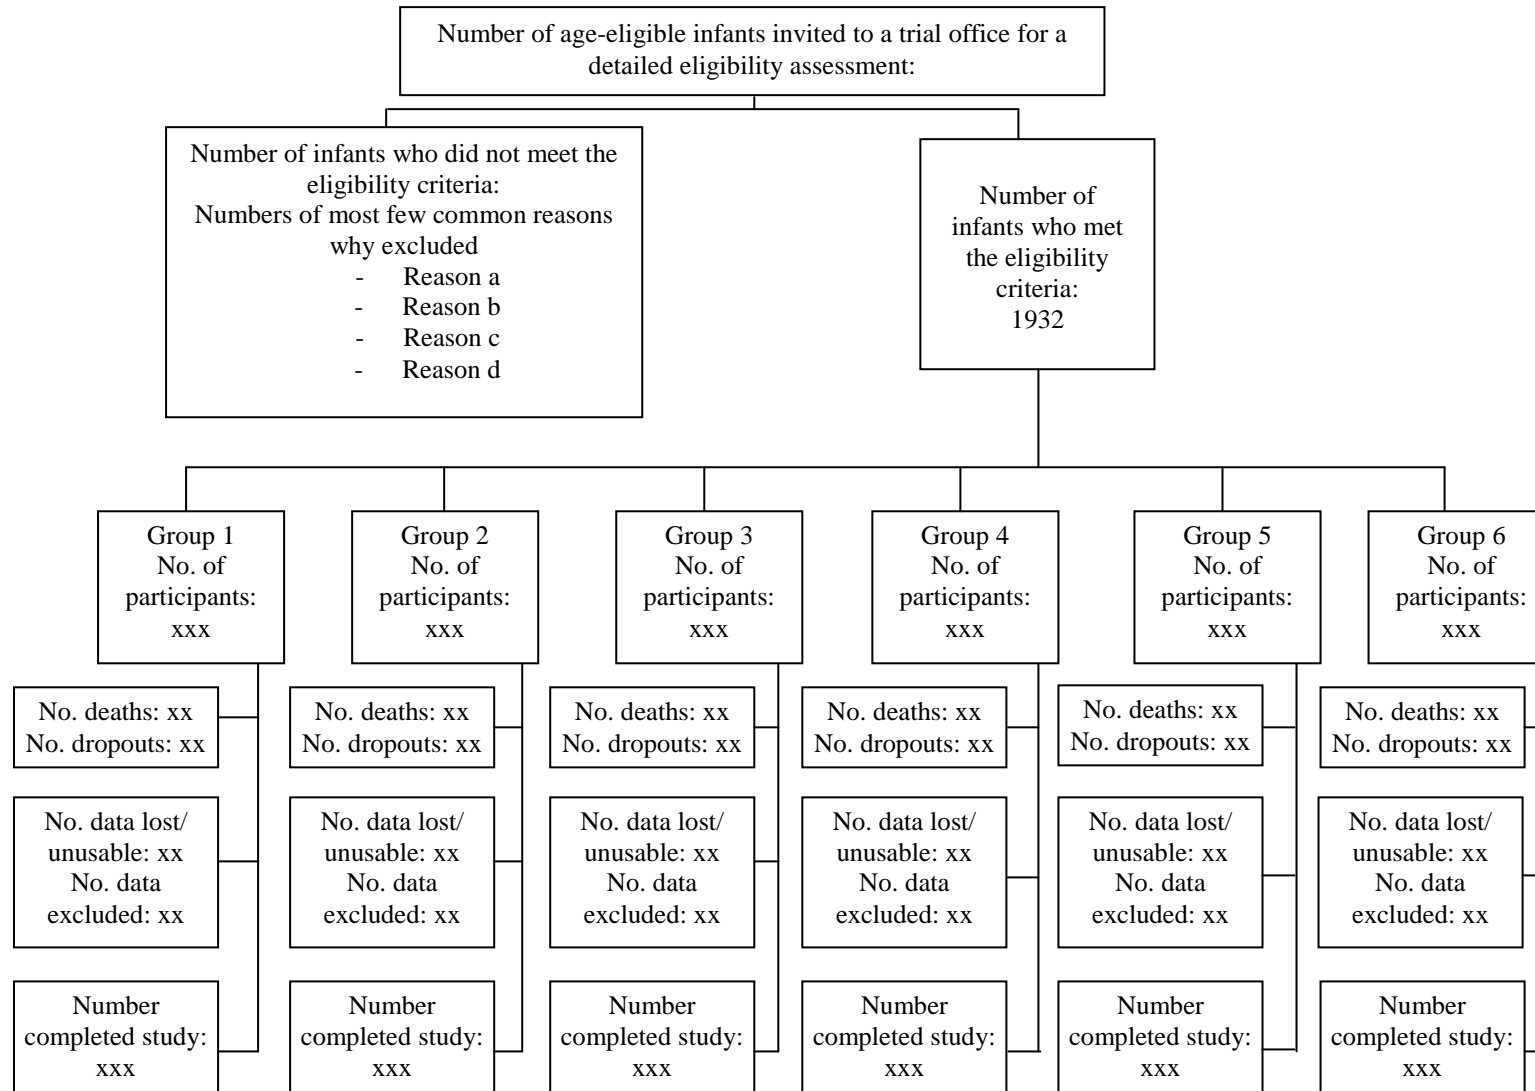 Number of age-eligible infants invited to a trial office for a
detailed eligibility assessment:
Number of infants who did not meet the
eligibility criteria:
Numbers of most few common reasons
why excluded
- Reason a
- Reason b
- Reason c
- Reason d
Number of
infants who met
the eligibility
criteria:
1932
Group 1
No. of
participants:
xxx
Group 2
No. of
participants:
xxx
Group 3
No. of
participants:
xxx
Group 4
No. of
participants:
xxx
Group 5
No. of
participants:
xxx
Group 6
No. of
participants:
xxx
No. deaths: xx
No. dropouts: xx
No. deaths: xx
No. dropouts: xx
No. deaths: xx
No. dropouts: xx
No. deaths: xx
No. dropouts: xx
No. deaths: xx
No. dropouts: xx
No. deaths: xx
No. dropouts: xx
No. data lost/
unusable: xx
No. data
excluded: xx
No. data lost/
unusable: xx
No. data
excluded: xx
No. data lost/
unusable: xx
No. data
excluded: xx
No. data lost/
unusable: xx
No. data
excluded: xx
No. data lost/
unusable: xx
No. data
excluded: xx
No. data lost/
unusable: xx
No. data
excluded: xx
Number
completed study:
xxx
Number
completed study:
xxx
Number
completed study:
xxx
Number
completed study:
xxx
Number
completed study:
xxx
Number
completed study:
xxx